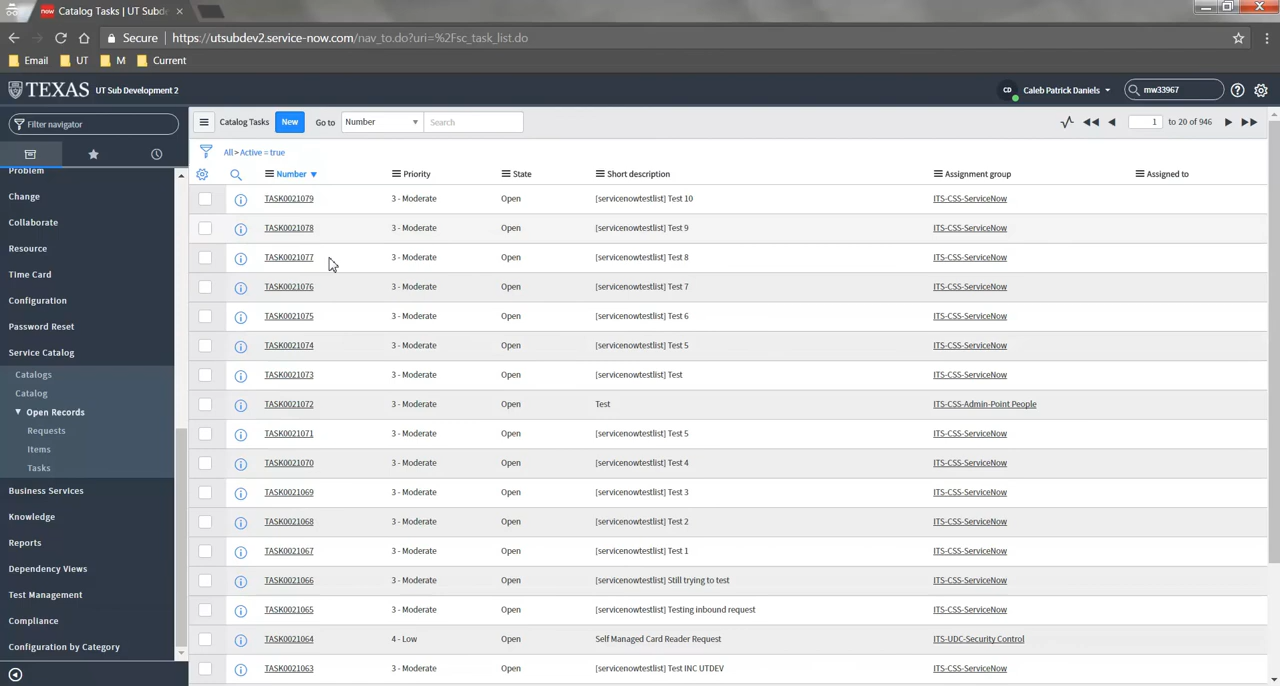 now Catalog Tasks | UT Subde
Secure https://utsubdev2.service-now.com/nav_to.do?uri=%2Fsc_task_list.do
Email UT M Current
TEXAS UT Sub Development 2 CD Caleb Patrick Daniels mw33967
Filter navigator
Catalog Tasks New Go to Number Search 1 to 20 of 946
All > Active = true
Number Priority State Short description Assignment group Assigned to
TASK0021079 3 - Moderate Open [servicenowtestlist] Test 10 ITS-CSS-ServiceNow
TASK0021078 3 - Moderate Open [servicenowtestlist] Test 9 ITS-CSS-ServiceNow
TASK0021077 3 - Moderate Open [servicenowtestlist] Test 8 ITS-CSS-ServiceNow
TASK0021076 3 - Moderate Open [servicenowtestlist] Test 7 ITS-CSS-ServiceNow
TASK0021075 3 - Moderate Open [servicenowtestlist] Test 6 ITS-CSS-ServiceNow
TASK0021074 3 - Moderate Open [servicenowtestlist] Test 5 ITS-CSS-ServiceNow
TASK0021073 3 - Moderate Open [servicenowtestlist] Test ITS-CSS-ServiceNow
TASK0021072 3 - Moderate Open Test ITS-CSS-Admin-Point People
TASK0021071 3 - Moderate Open [servicenowtestlist] Test 5 ITS-CSS-ServiceNow
TASK0021070 3 - Moderate Open [servicenowtestlist] Test 4 ITS-CSS-ServiceNow
TASK0021069 3 - Moderate Open [servicenowtestlist] Test 3 ITS-CSS-ServiceNow
TASK0021068 3 - Moderate Open [servicenowtestlist] Test 2 ITS-CSS-ServiceNow
TASK0021067 3 - Moderate Open [servicenowtestlist] Test 1 ITS-CSS-ServiceNow
TASK0021066 3 - Moderate Open [servicenowtestlist] Still trying to test ITS-CSS-ServiceNow
TASK0021065 3 - Moderate Open [servicenowtestlist] Testing inbound request ITS-CSS-ServiceNow
TASK0021064 4 - Low Open Self Managed Card Reader Request ITS-UDC-Security Control
TASK0021063 3 - Moderate Open [servicenowtestlist] Test INC UTDEV ITS-CSS-ServiceNow
Problem
Change
Collaborate
Resource
Time Card
Configuration
Password Reset
Service Catalog
Catalogs
Catalog
Open Records
Requests
Items
Tasks
Business Services
Knowledge
Reports
Dependency Views
Test Management
Compliance
Configuration by Category